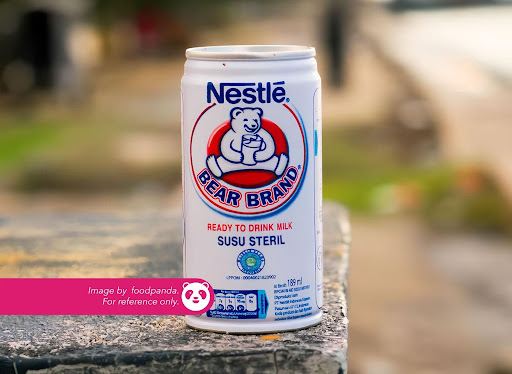 Nestlé®
BEAR BRAND®
READY TO DRINK MILK
SUSU STERIL
189 ml
Image by foodpanda.
For reference only.